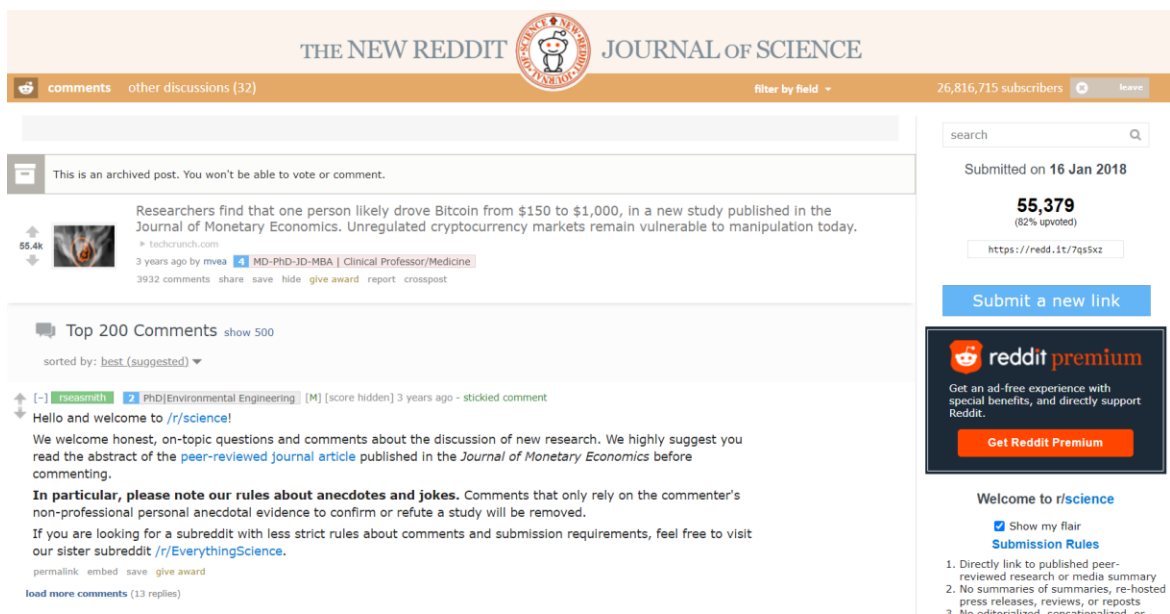 THE NEW REDDIT JOURNAL OF SCIENCE
comments other discussions (32) filter by field 26,816,715 subscribers leave
search
This is an archived post. You won't be able to vote or comment.
Submitted on 16 Jan 2018
55,379
(82% upvoted)
https://redd.it/7qs5xz
55.4k
Researchers find that one person likely drove Bitcoin from $150 to $1,000, in a new study published in the
Journal of Monetary Economics. Unregulated cryptocurrency markets remain vulnerable to manipulation today.
techcrunch.com
3 years ago by mvea 4 MD-PhD-JD-MBA | Clinical Professor/Medicine
3932 comments share save hide give award report crosspost
Submit a new link
Top 200 Comments show 500
sorted by: best (suggested)
reddit premium
Get an ad-free experience with
special benefits, and directly support
Reddit.
Get Reddit Premium
[–] rseasmith 2 PhD|Environmental Engineering [M] [score hidden] 3 years ago - stickied comment
Hello and welcome to /r/science!
We welcome honest, on-topic questions and comments about the discussion of new research. We highly suggest you
read the abstract of the peer-reviewed journal article published in the Journal of Monetary Economics before
commenting.
In particular, please note our rules about anecdotes and jokes. Comments that only rely on the commenter's
non-professional personal anecdotal evidence to confirm or refute a study will be removed.
If you are looking for a subreddit with less strict rules about comments and submission requirements, feel free to visit
our sister subreddit /r/EverythingScience.
permalink embed save give award
load more comments (13 replies)
Welcome to r/science
Show my flair
Submission Rules
1. Directly link to published peer-
reviewed research or media summary
2. No summaries of summaries, re-hosted
press releases, reviews, or reposts
3. No editorialized, sensationalized, or